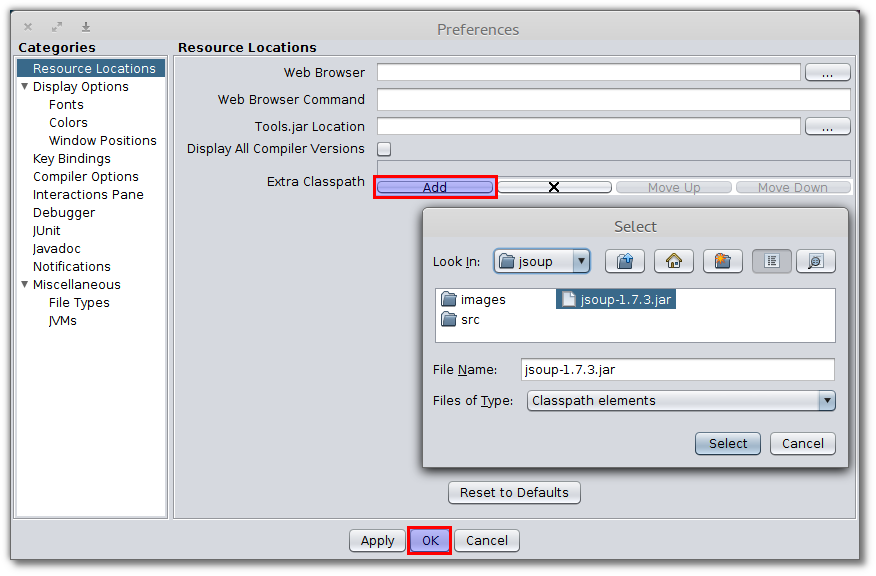 Preferences
Categories
Resource Locations
Display Options
Fonts
Colors
Window Positions
Key Bindings
Compiler Options
Interactions Pane
Debugger
JUnit
Javadoc
Notifications
Miscellaneous
File Types
JVMs
Resource Locations
Web Browser
...
Web Browser Command
Tools.jar Location
...
Display All Compiler Versions
Extra Classpath
Add
Move Up
Move Down
Select
Look In:
jsoup
images
src
jsoup-1.7.3.jar
File Name:
jsoup-1.7.3.jar
Files of Type:
Classpath elements
Select
Cancel
Reset to Defaults
Apply
OK
Cancel